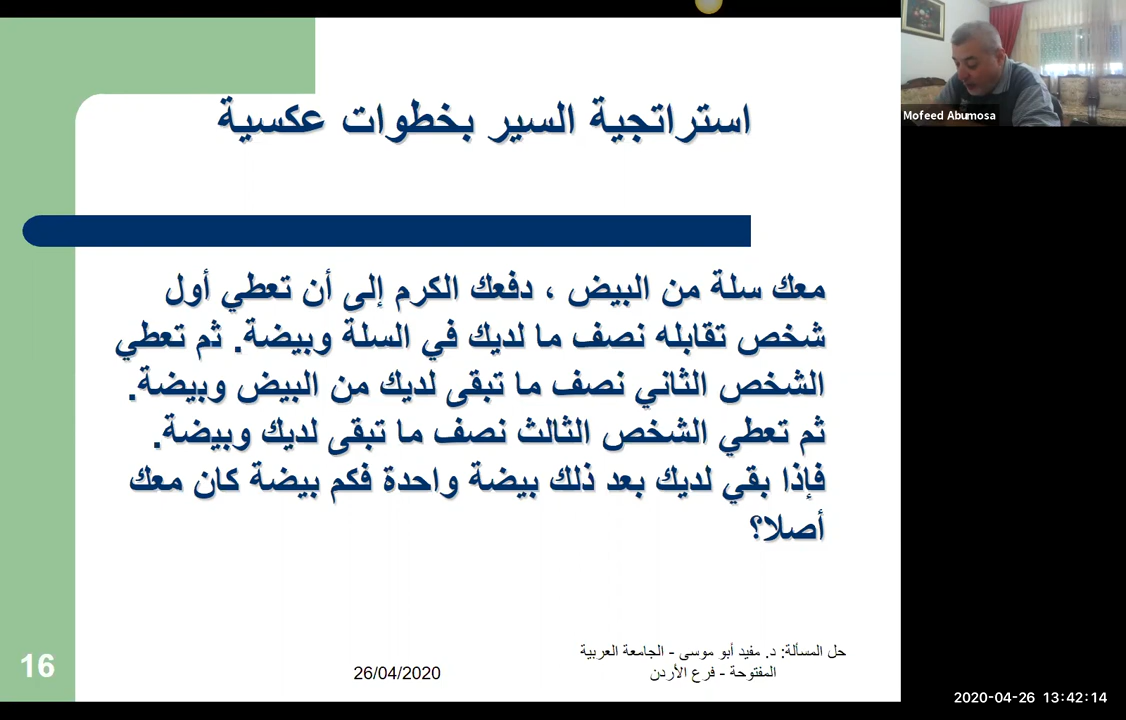 استراتجية السير بخطوات عكسية
معك سلة من البيض ، دفعك الكرم إلى أن تعطي أول
شخص تقابله نصف ما لديك في السلة وبيضة. ثم تعطي
الشخص الثاني نصف ما تبقى لديك من البيض وبيضة.
ثم تعطي الشخص الثالث نصف ما تبقى لديك وبيضة.
فإذا بقي لديك بعد ذلك بيضة واحدة فكم بيضة كان معك
أصلا؟
حل المسألة: د. مفيد أبو موسى - الجامعة العربية
المفتوحة - فرع الأردن
26/04/2020
16
Mofeed Abumosa
2020-04-26 13:42:14